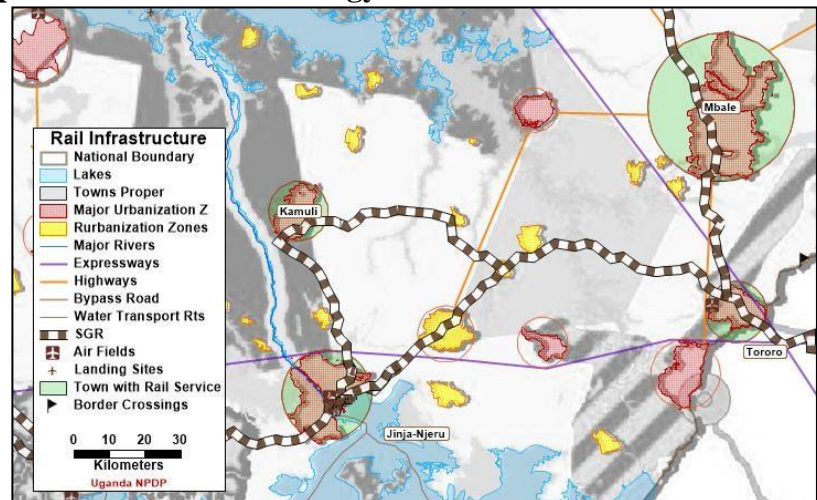 Rail Infrastructure
National Boundary
Lakes
Towns Proper
Major Urbanization Z
Rurbanization Zones
Major Rivers
Expressways
Highways
Bypass Road
Water Transport Rts
SGR
Air Fields
Landing Sites
Town with Rail Service
Border Crossings
0 10 20 30
Kilometers
Uganda NPDP
Mbale
Kamuli
Tororo
Jinja-Njeru